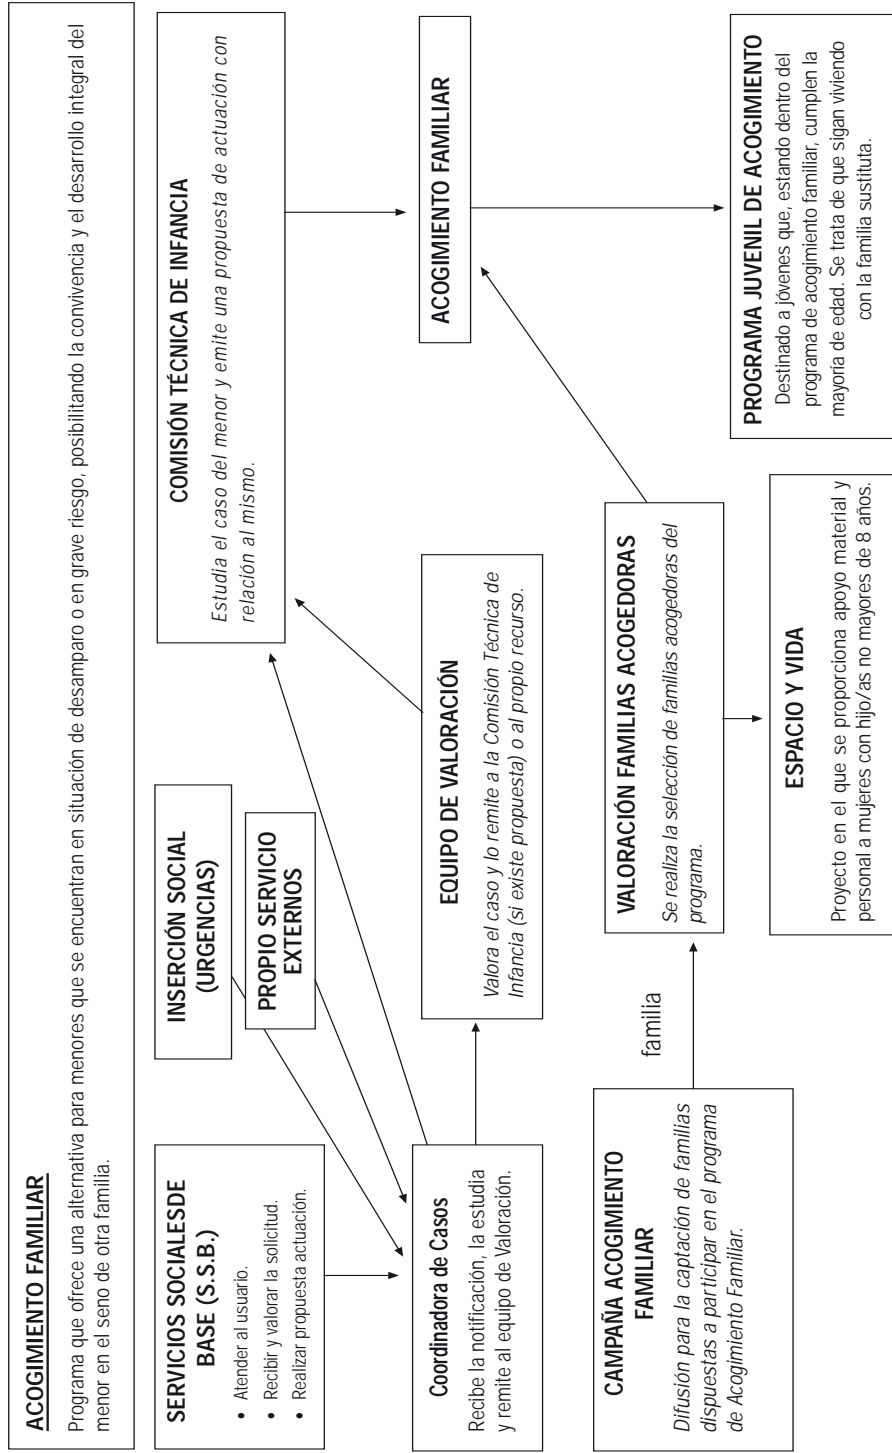 ACOGIMIENTO FAMILIAR
Programa que ofrece una alternativa para menores que se encuentran en situación de desamparo o en grave riesgo, posibilitando la convivencia y el desarrollo integral del
menor en el seno de otra familia.
SERVICIOS SOCIALESDE
BASE (S.S.B.)
• Atender al usuario.
• Recibir y valorar la solicitud.
• Realizar propuesta actuación.
INSERCIÓN SOCIAL
(URGENCIAS)
PROPIO SERVICIO
EXTERNOS
COMISIÓN TÉCNICA DE INFANCIA
Estudia el caso del menor y emite una propuesta de actuación con
relación al mismo.
Coordinadora de Casos
Recibe la notificación, la estudia
y remite al equipo de Valoración.
EQUIPO DE VALORACIÓN
Valora el caso y lo remite a la Comisión Técnica de
Infancia (si existe propuesta) o al propio recurso.
ACOGIMIENTO FAMILIAR
CAMPAÑA ACOGIMIENTO
FAMILIAR
Difusión para la captación de familias
dispuestas a participar en el programa
de Acogimiento Familiar.
familia
VALORACIÓN FAMILIAS ACOGEDORAS
Se realiza la selección de familias acogedoras del
programa.
ESPACIO Y VIDA
Proyecto en el que se proporciona apoyo material y
personal a mujeres con hijo/as no mayores de 8 años.
PROGRAMA JUVENIL DE ACOGIMIENTO
Destinado a jóvenes que, estando dentro del
programa de acogimiento familiar, cumplen la
mayoría de edad. Se trata de que sigan viviendo
con la familia sustituta.